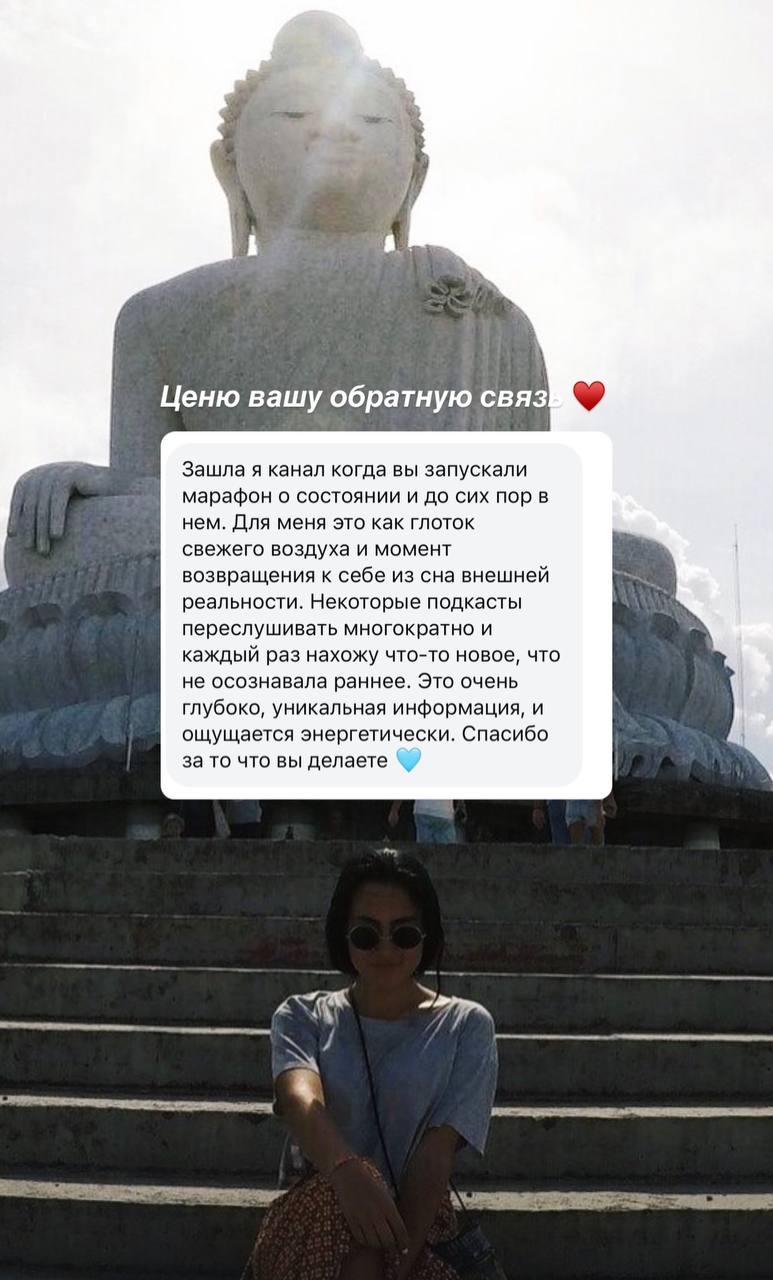 Ценю вашу обратную связь ♥️
Зашла я канал когда вы запускали
марафон о состоянии и до сих пор в
нем. Для меня это как глоток
свежего воздуха и момент
возвращения к себе из сна внешней
реальности. Некоторые подкасты
переслушивать многократно и
каждый раз нахожу что-то новое, что
не осознавала раннее. Это очень
глубоко, уникальная информация, и
ощущается энергетически. Спасибо
за то что вы делаете 🩵